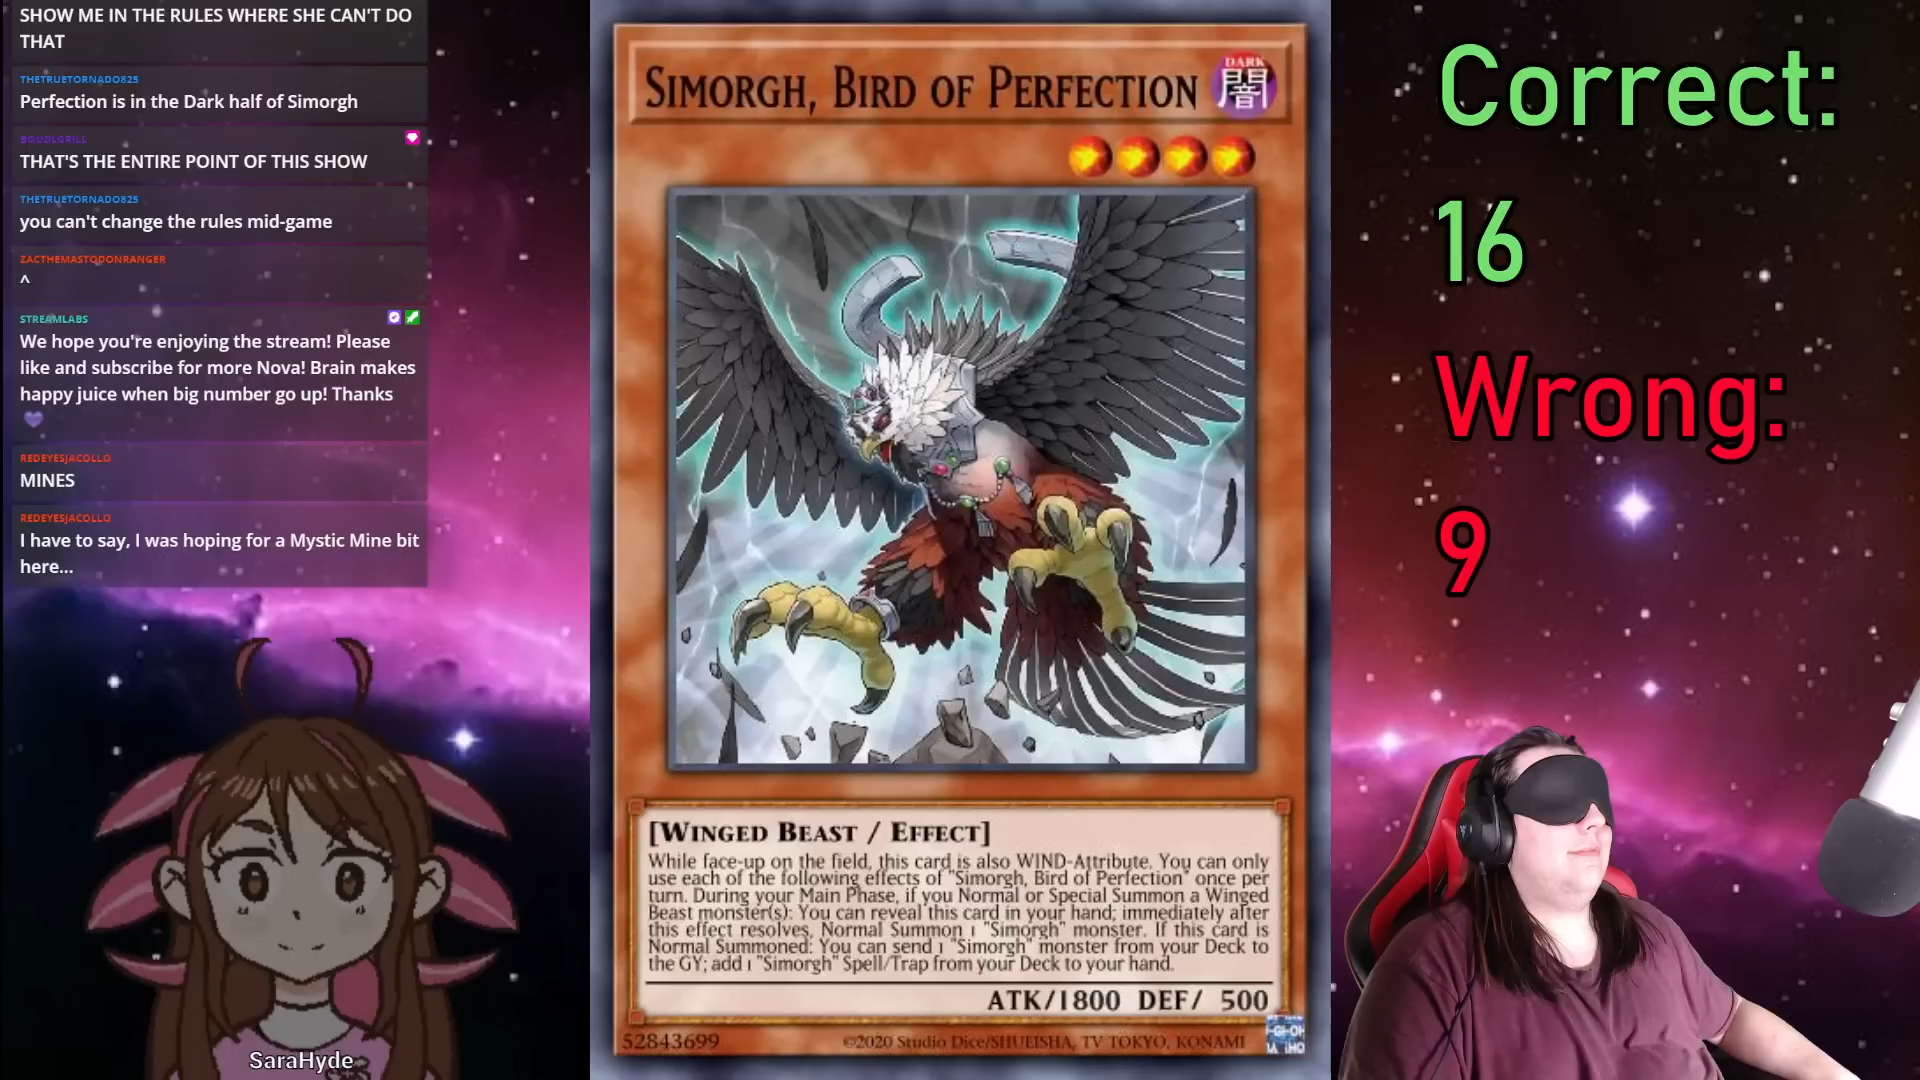 SHOW ME IN THE RULES WHERE SHE CAN'T DO
THAT
THETRUETORNADO825
Perfection is in the Dark half of Simorgh
BOUDLGRILL
THAT'S THE ENTIRE POINT OF THIS SHOW
THETRUETORNADO825
you can't change the rules mid-game
ZACTHEMASTODONRANGER
^
STREAMLABS
We hope you're enjoying the stream! Please
like and subscribe for more Nova! Brain makes
happy juice when big number go up! Thanks
REDEYESJACOLLO
MINES
REDEYESJACOLLO
I have to say, I was hoping for a Mystic Mine bit
here...
SaraHyde
SIMORGH, BIRD OF PERFECTION
DARK
闇
[WINGED BEAST / EFFECT]
While face-up on the field, this card is also WIND-Attribute. You can only
use each of the following effects of "Simorgh, Bird of Perfection" once per
turn. During your Main Phase, if you Normal or Special Summon a Winged
Beast monster(s): You can reveal this card in your hand; immediately after
this effect resolves, Normal Summon 1 "Simorgh" monster. If this card is
Normal Summoned: You can send 1 "Simorgh" monster from your Deck to
the GY; add 1 "Simorgh" Spell/Trap from your Deck to your hand.
ATK/1800 DEF/ 500
52843699
©2020 Studio Dice/SHUEISHA, TV TOKYO, KONAMI
Correct:
16
Wrong:
9